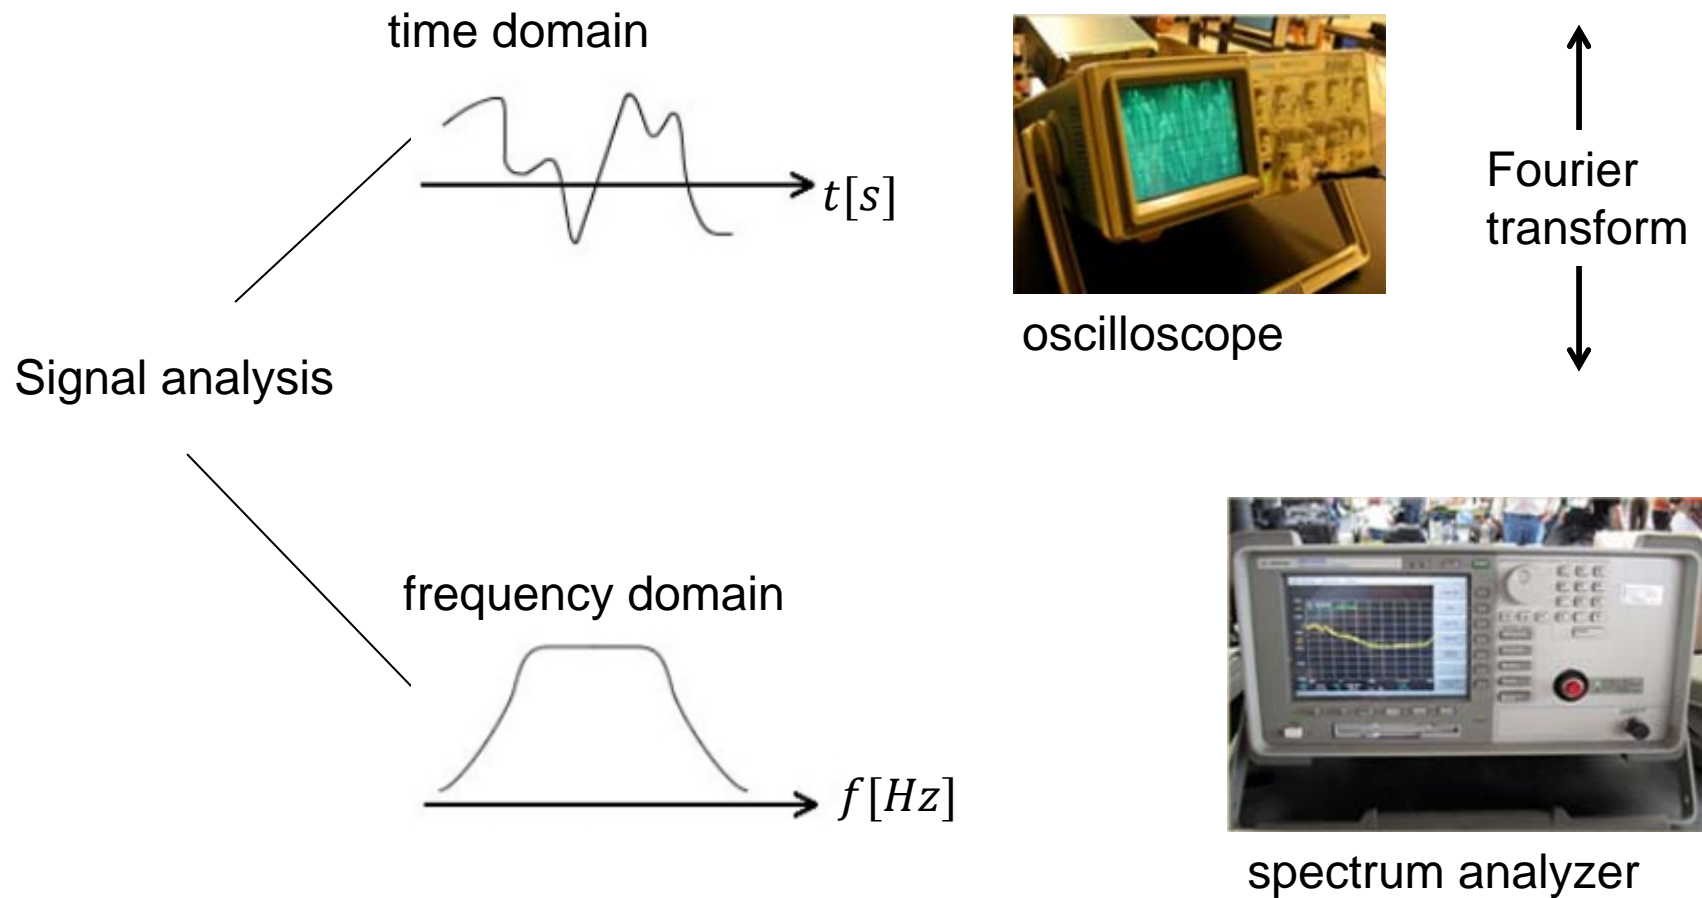 time domain
t[s]
Fourier
transform
oscilloscope
Signal analysis
frequency domain
f[Hz]
spectrum analyzer